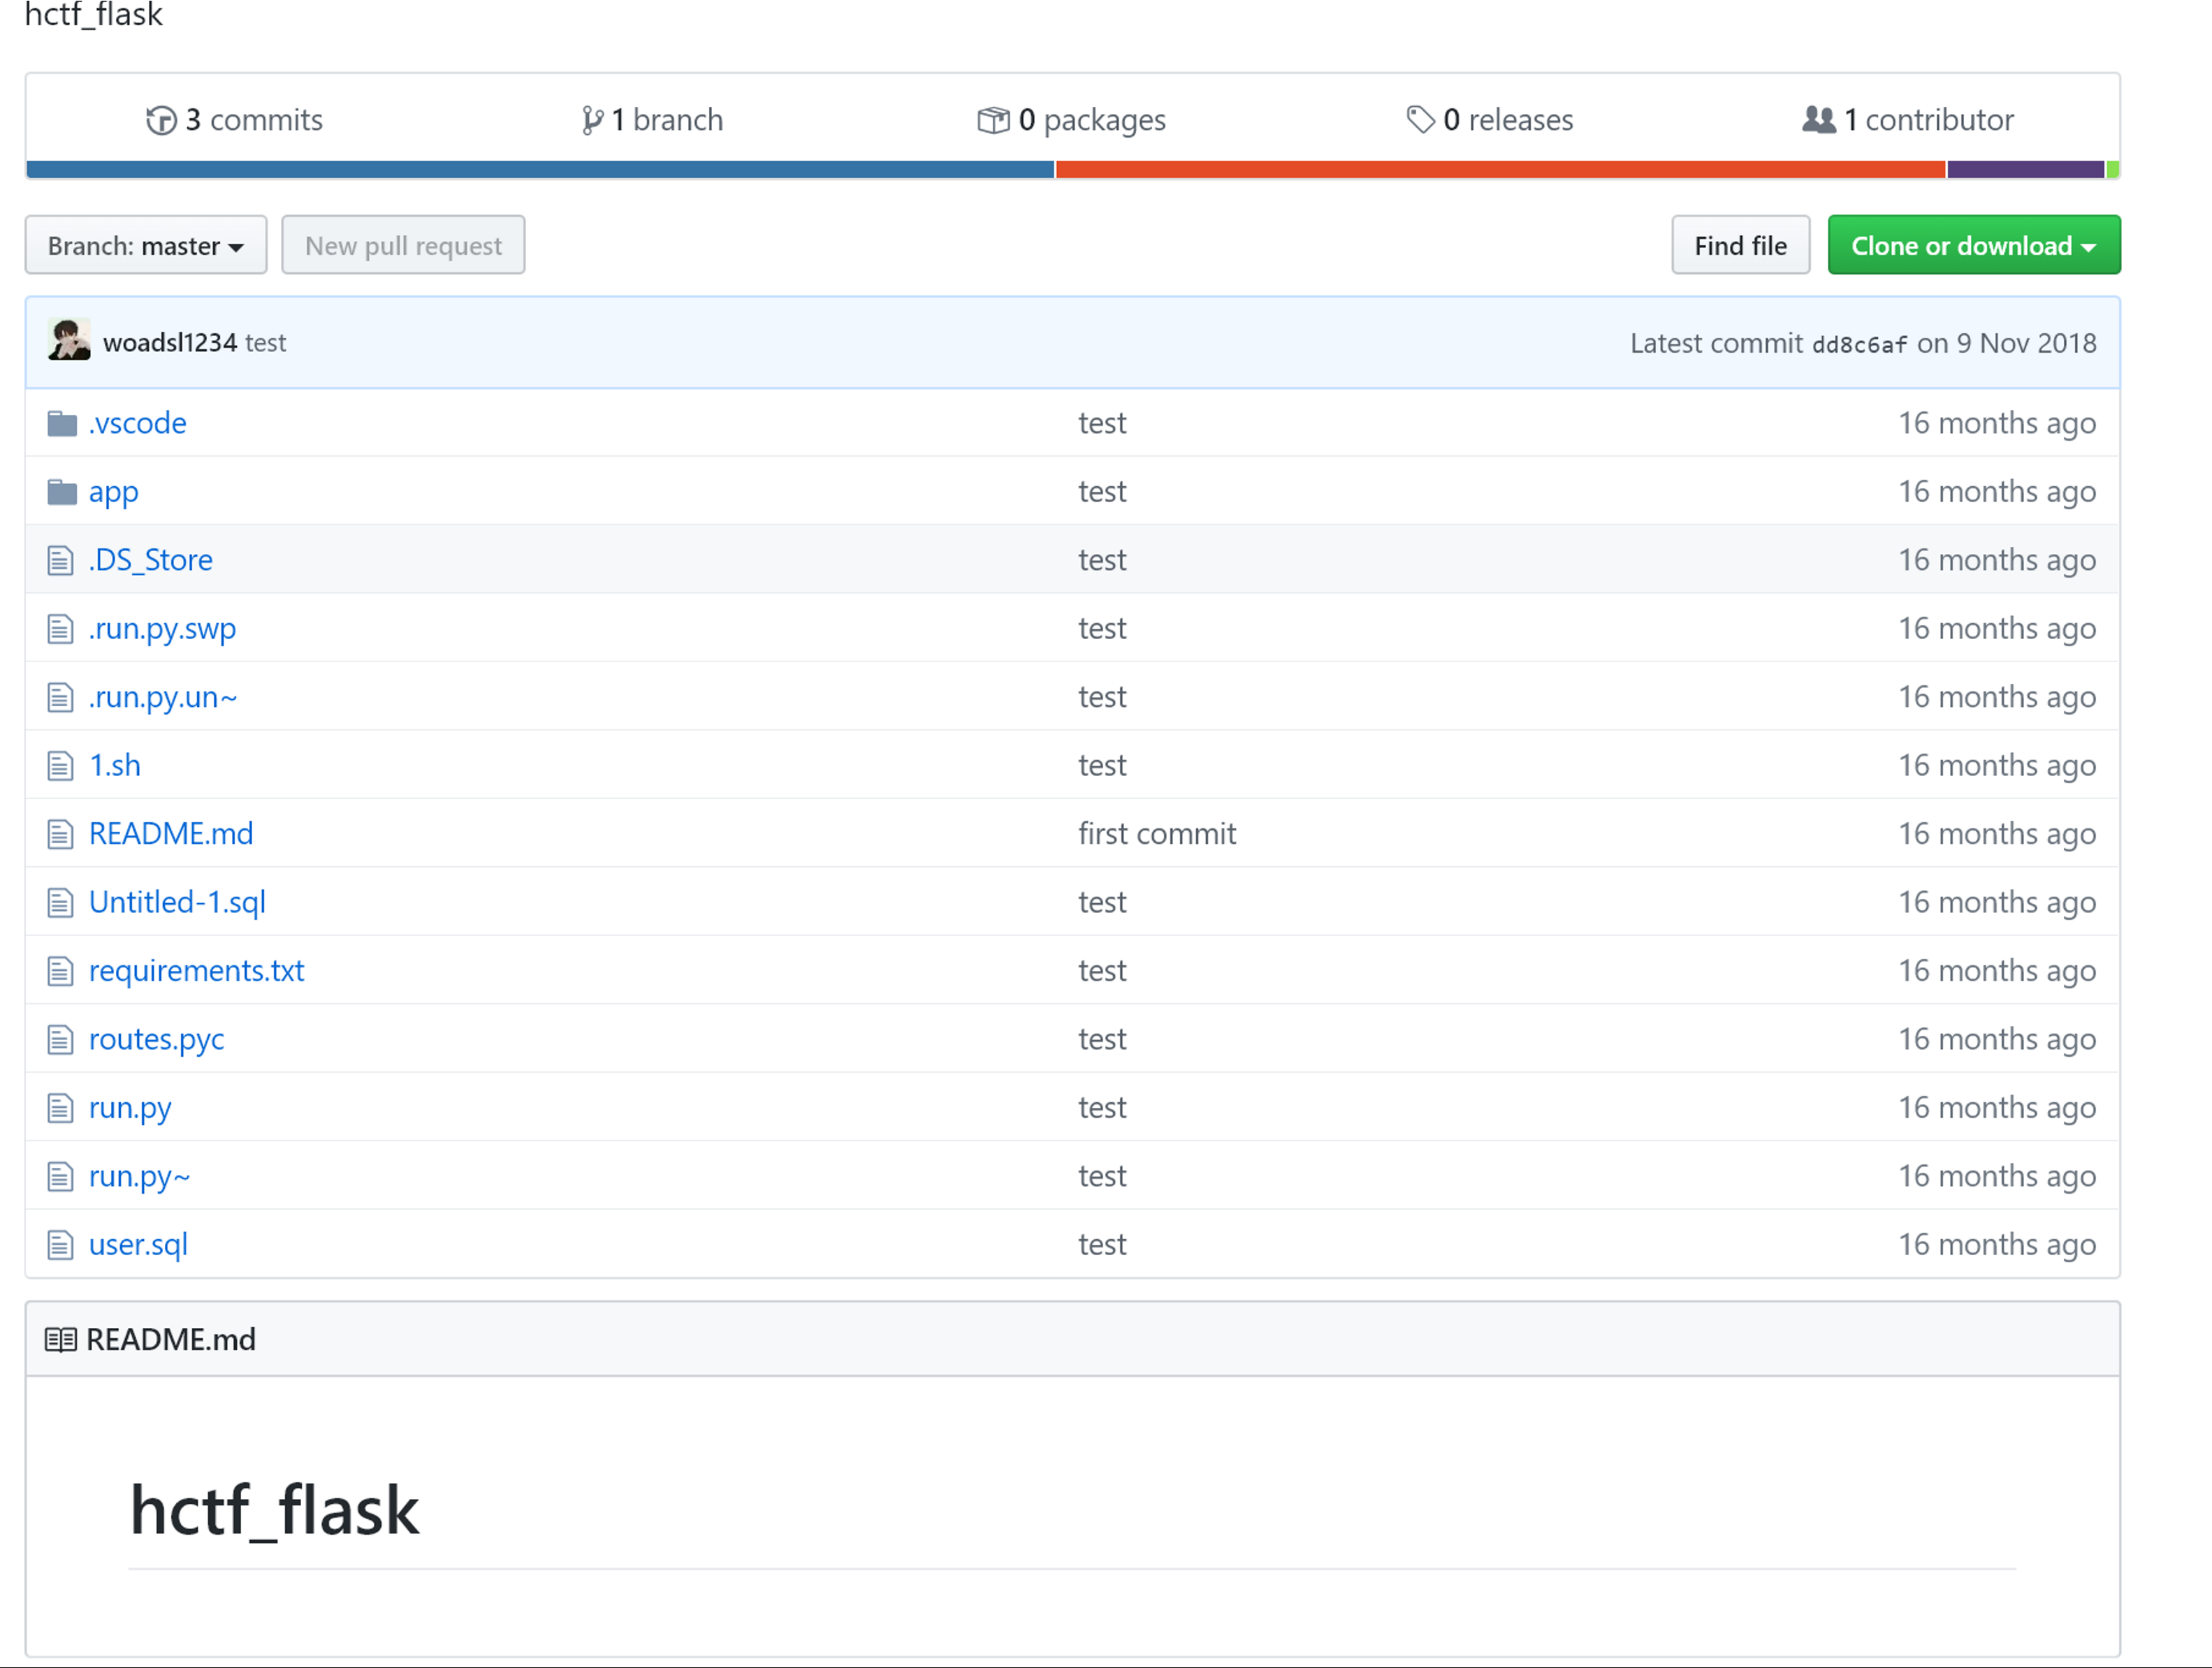 hctf_flask
3 commits 1 branch 0 packages 0 releases 1 contributor
Branch: master New pull request Find file Clone or download
woadsl1234 test Latest commit dd8c6af on 9 Nov 2018
.vscode test 16 months ago
app test 16 months ago
.DS_Store test 16 months ago
.run.py.swp test 16 months ago
.run.py.un~ test 16 months ago
1.sh test 16 months ago
README.md first commit 16 months ago
Untitled-1.sql test 16 months ago
requirements.txt test 16 months ago
routes.pyc test 16 months ago
run.py test 16 months ago
run.py~ test 16 months ago
user.sql test 16 months ago
README.md
hctf_flask